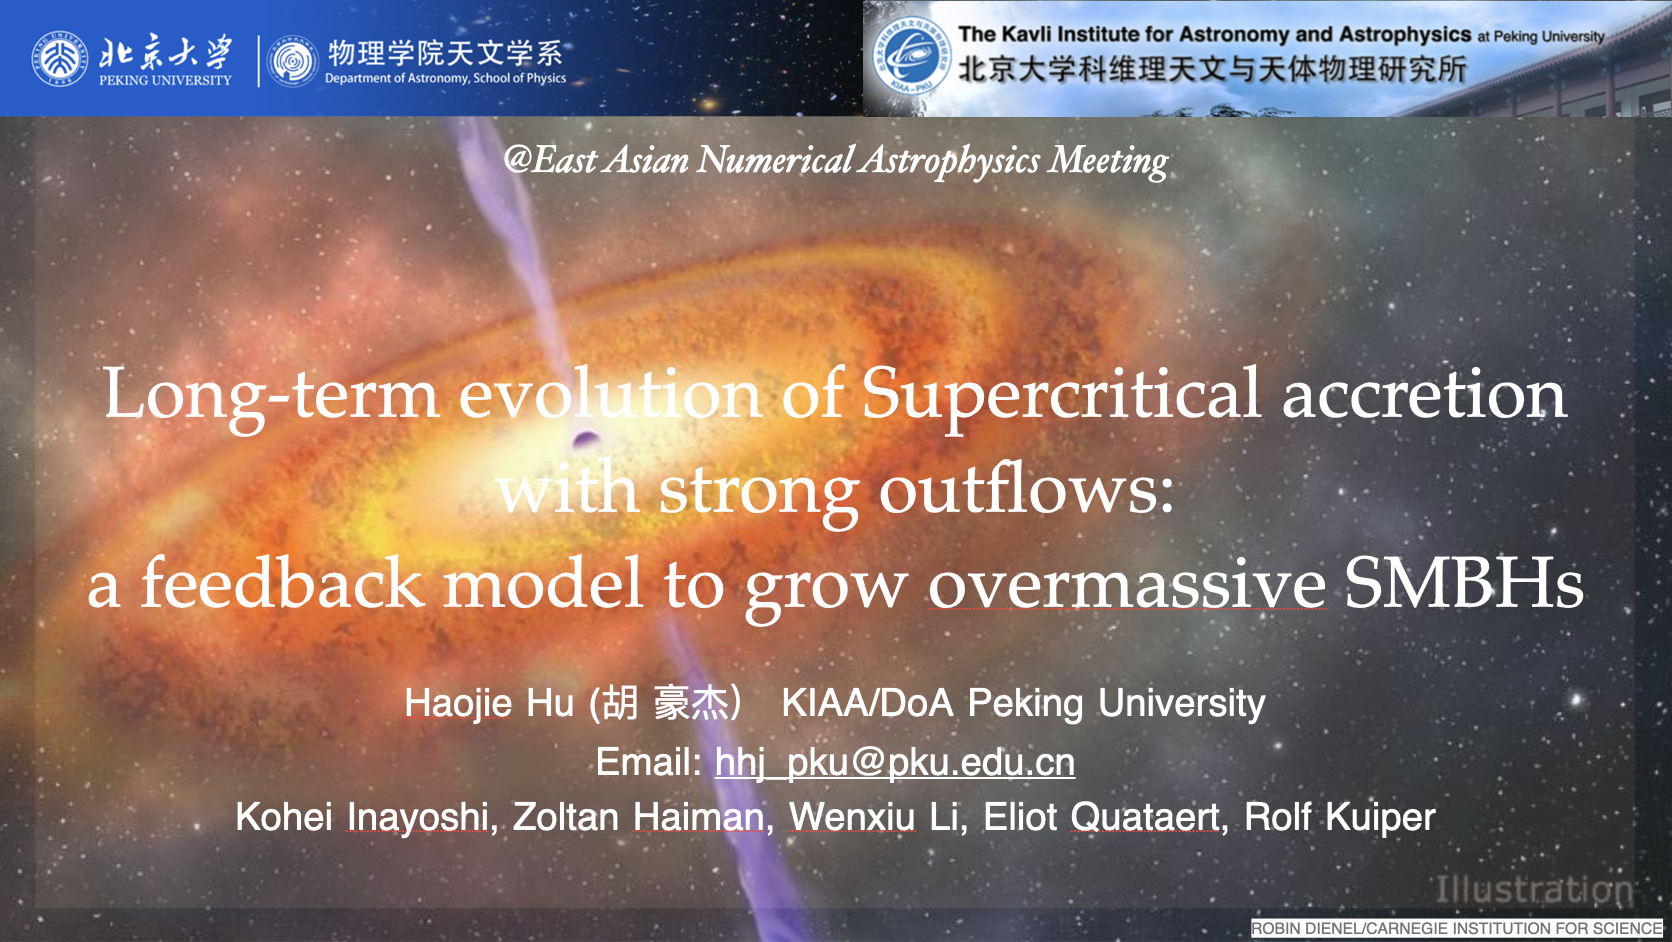 北京大学
PEKING UNIVERSITY
物理学院天文学系
Department of Astronomy, School of Physics
The Kavli Institute for Astronomy and Astrophysics at Peking University
北京大学科维理天文与天体物理研究所
KIAA-PKU
@East Asian Numerical Astrophysics Meeting
Long-term evolution of Supercritical accretion
with strong outflows:
a feedback model to grow overmassive SMBHs
Haojie Hu (胡 豪杰） KIAA/DoA Peking University
Email: hhj_pku@pku.edu.cn
Kohei Inayoshi, Zoltan Haiman, Wenxiu Li, Eliot Quataert, Rolf Kuiper
Illustration
ROBIN DIENEL/CARNEGIE INSTITUTION FOR SCIENCE